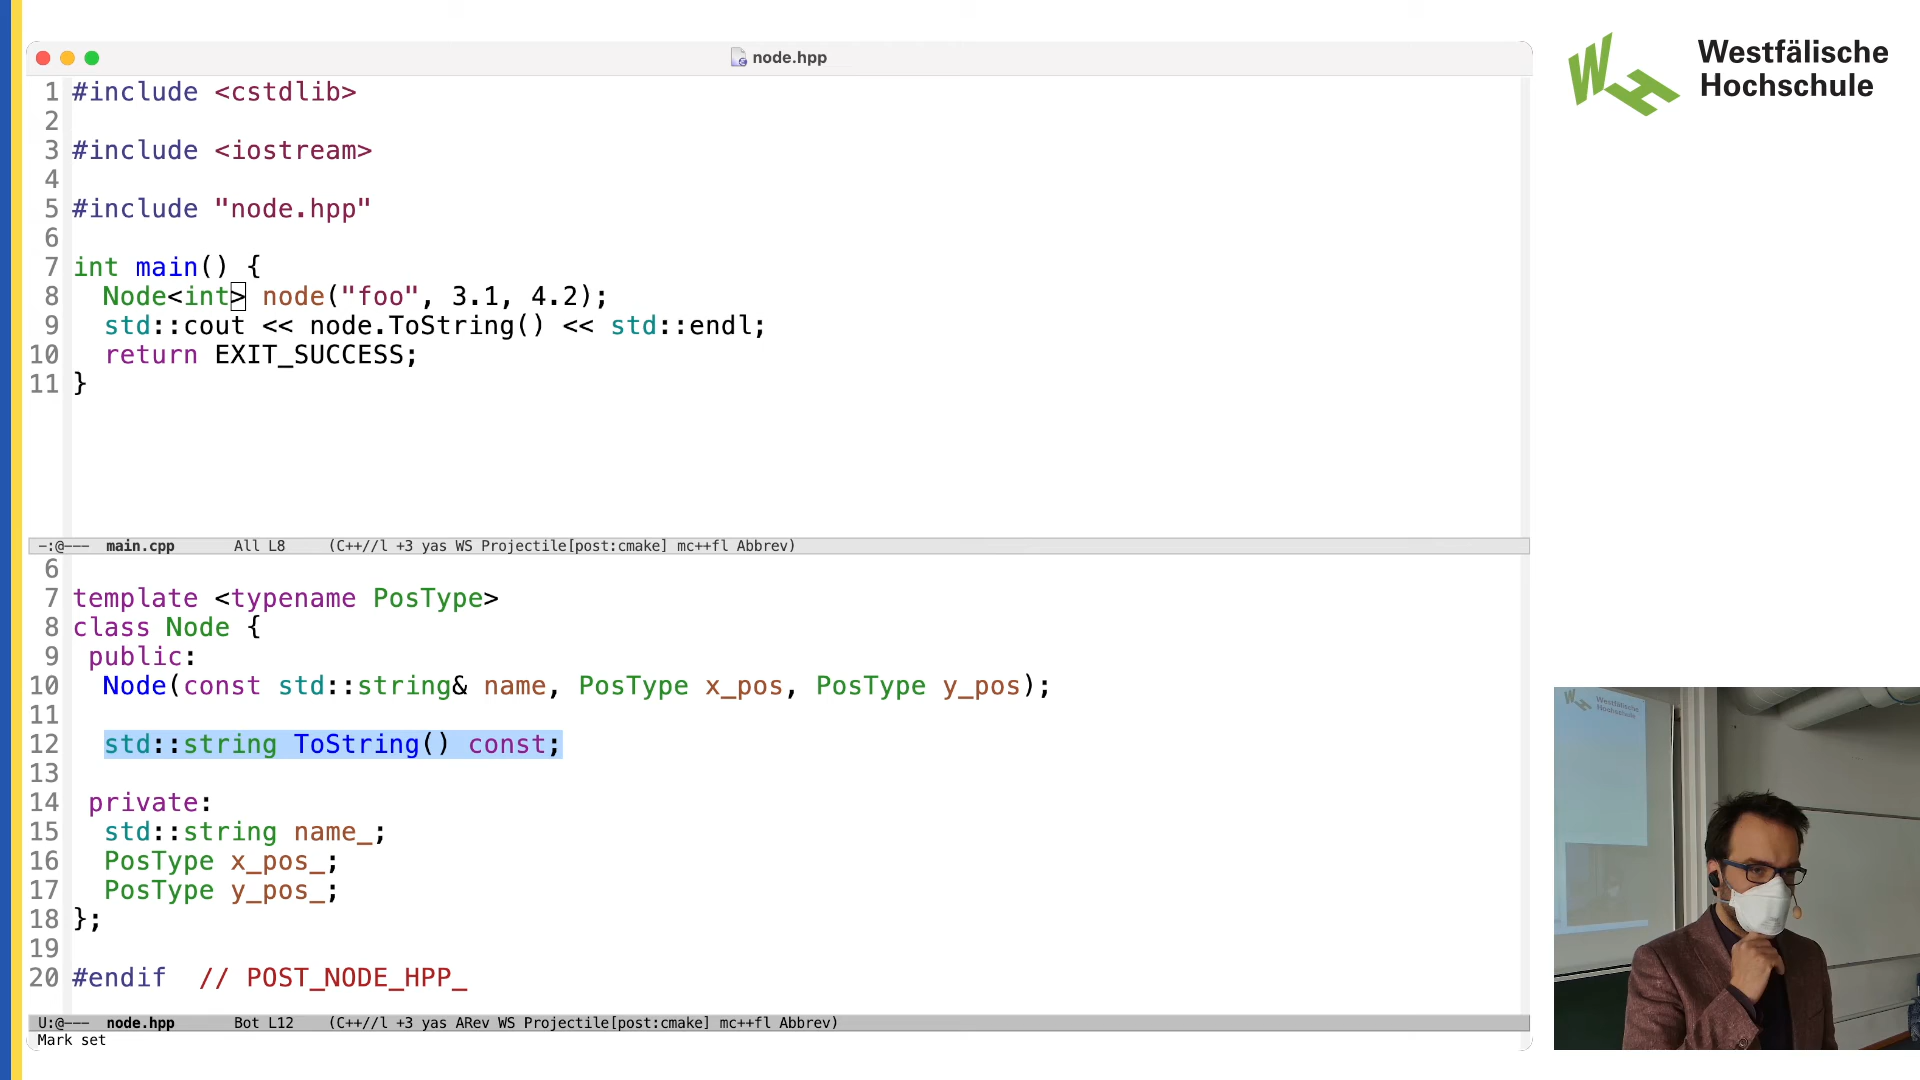 node.hpp
1 #include <cstdlib>
2
3 #include <iostream>
4
5 #include "node.hpp"
6
7 int main() {
8   Node<int> node("foo", 3.1, 4.2);
9   std::cout << node.ToString() << std::endl;
10   return EXIT_SUCCESS;
11 }
-:@--- main.cpp All L8 (C++//l +3 yas WS Projectile[post:cmake] mc++fl Abbrev)
6
7 template <typename PosType>
8 class Node {
9  public:
10   Node(const std::string& name, PosType x_pos, PosType y_pos);
11
12   std::string ToString() const;
13
14  private:
15   std::string name_;
16   PosType x_pos_;
17   PosType y_pos_;
18 };
19
20 #endif  // POST_NODE_HPP_
U:@--- node.hpp Bot L12 (C++//l +3 yas ARev WS Projectile[post:cmake] mc++fl Abbrev)
Mark set
Westfälische
Hochschule
Westfälische
Hochschule